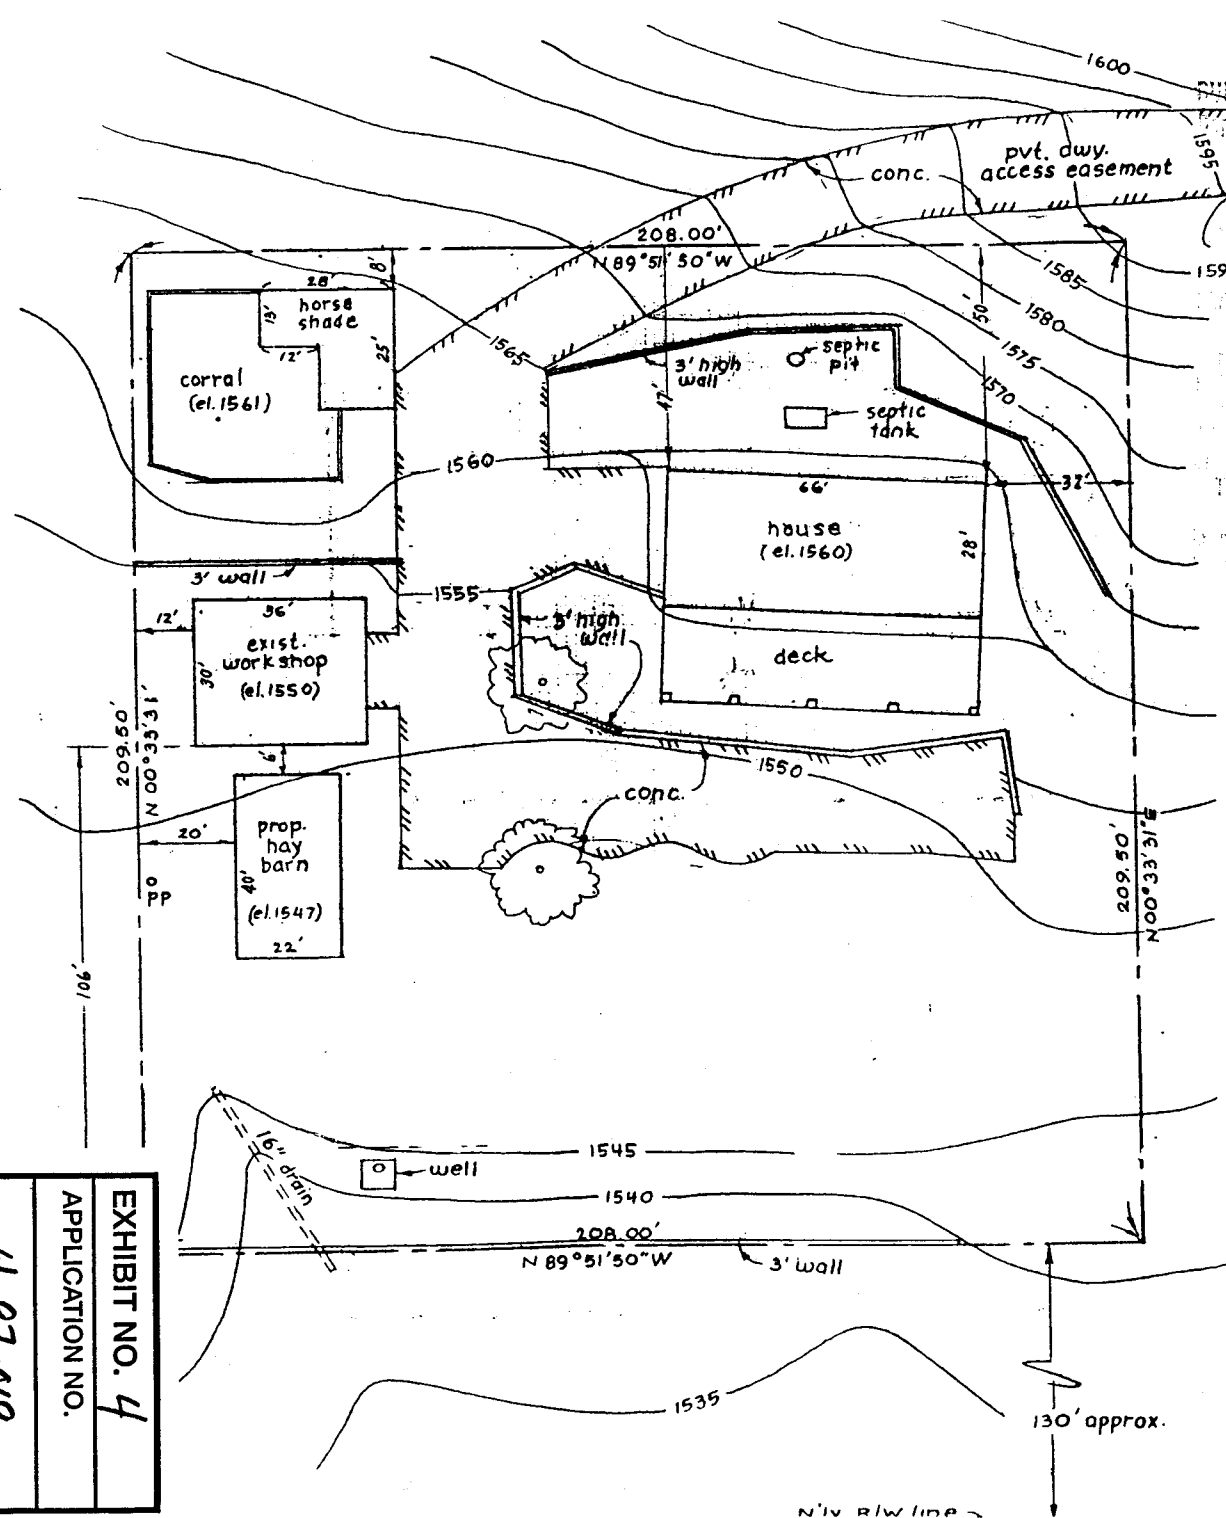 1600
1595
pvt. dwy.
access easement
conc.
208.00'
N 89°51'50"W
8'
28'
13'
horse
shade
12'
25'
1565
corral
(el. 1561)
50'
1585
159
1580
1575
1570
septic
pit
3' high
wall
47'
septic
tank
1560
66'
32'
house
(el. 1560)
28'
3' wall
1555
12'
36'
exist.
workshop
(el. 1550)
30'
3' high
wall
deck
209.50'
N 00°33'31"
6'
1550
conc.
20'
prop.
hay
barn
40'
(el. 1547)
22'
PP
209.50'
N 00°33'31"E
106'
16" drain
1545
well
1540
208.00'
N 89°51'50"W
3' wall
1535
130' approx.
N'ly R/W line
EXHIBIT NO. 4
APPLICATION NO.